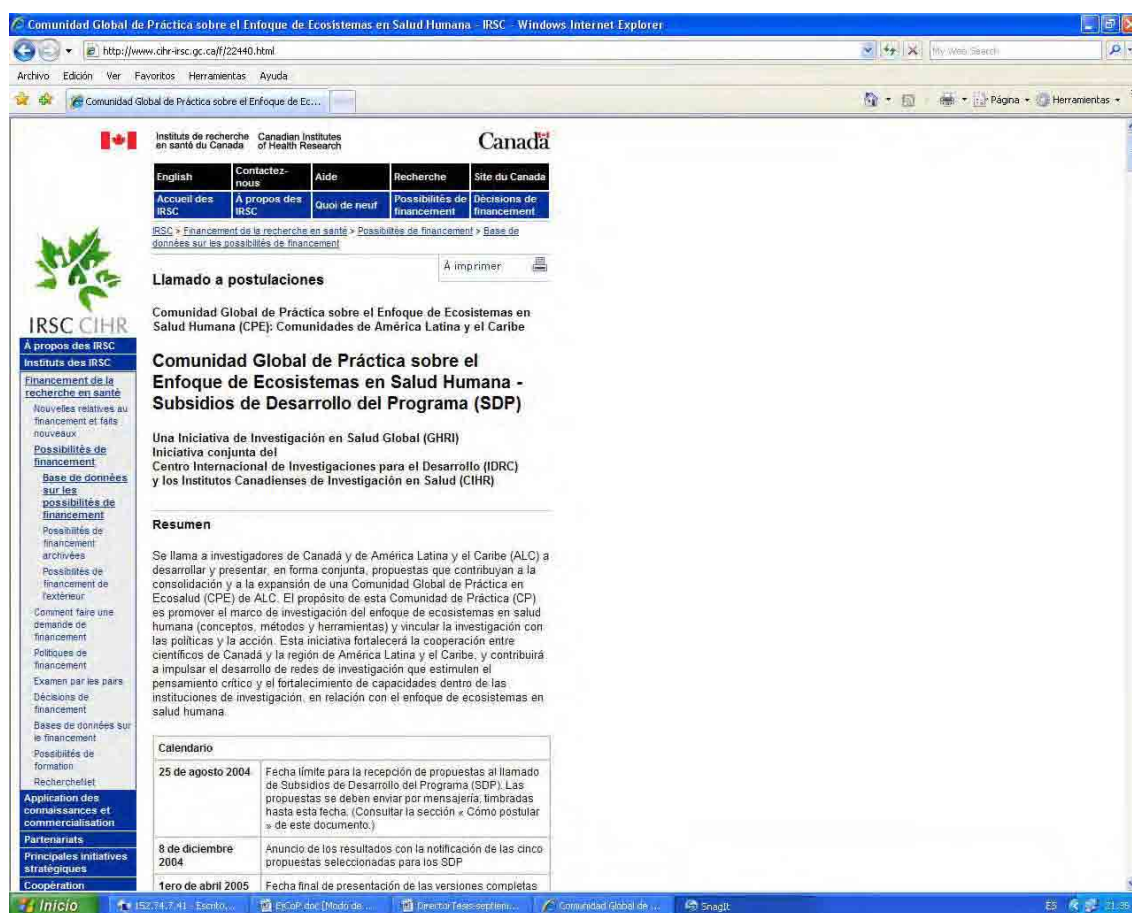 Comunidad Global de Práctica sobre el Enfoque de Ecosistemas en Salud Humana - IRSC - Windows Internet Explorer
http://www.cihr-irsc.gc.ca/f/22440.html
My Web Search
Archivo Edición Ver Favoritos Herramientas Ayuda
Comunidad Global de Práctica sobre el Enfoque de Ec...
Página
Herramientas
Instituts de recherche
en santé du Canada
Canadian Institutes
of Health Research
Canada
English
Contactez-
nous
Aide
Recherche
Site du Canada
Accueil des
IRSC
À propos des
IRSC
Quoi de neuf
Possibilités de
financement
Décisions de
financement
IRSC CIHR
À propos des IRSC
Instituts des IRSC
Financement de la
recherche en santé
Nouvelles relatives au
financement et faits
nouveaux
Possibilités de
financement
Base de données
sur les
possibilités de
financement
Possibilités de
financement
archivées
Possibilités de
financement de
l'extérieur
Comment faire une
demande de
financement
Politiques de
financement
Examen par les pairs
Décisions de
financement
Bases de données sur
le financement
Possibilités de
formation
RechercheNet
Application des
connaissances et
commercialisation
Partenariats
Principales initiatives
stratégiques
Coopération
IRSC > Financement de la recherche en santé > Possibilités de financement > Base de
données sur les possibilités de financement
À imprimer
Llamado a postulaciones
Comunidad Global de Práctica sobre el Enfoque de Ecosistemas en
Salud Humana (CPE): Comunidades de América Latina y el Caribe
Comunidad Global de Práctica sobre el
Enfoque de Ecosistemas en Salud Humana -
Subsidios de Desarrollo del Programa (SDP)
Una Iniciativa de Investigación en Salud Global (GHRI)
Iniciativa conjunta del
Centro Internacional de Investigaciones para el Desarrollo (IDRC)
y los Institutos Canadienses de Investigación en Salud (CIHR)
Resumen
Se llama a investigadores de Canadá y de América Latina y el Caribe (ALC) a
desarrollar y presentar, en forma conjunta, propuestas que contribuyan a la
consolidación y a la expansión de una Comunidad Global de Práctica en
Ecosalud (CPE) de ALC. El propósito de esta Comunidad de Práctica (CP)
es promover el marco de investigación del enfoque de ecosistemas en salud
humana (conceptos, métodos y herramientas) y vincular la investigación con
las políticas y la acción. Esta iniciativa fortalecerá la cooperación entre
científicos de Canadá y la región de América Latina y el Caribe, y contribuirá
a impulsar el desarrollo de redes de investigación que estimulen el
pensamiento crítico y el fortalecimiento de capacidades dentro de las
instituciones de investigación, en relación con el enfoque de ecosistemas en
salud humana.
Calendario
25 de agosto 2004
Fecha límite para la recepción de propuestas al llamado
de Subsidios de Desarrollo del Programa (SDP). Las
propuestas se deben enviar por mensajería, timbradas
hasta esta fecha. (Consultar la sección « Cómo postular
» de este documento.)
8 de diciembre
2004
Anuncio de los resultados con la notificación de las cinco
propuestas seleccionadas para los SDP
1ero de abril 2005
Fecha final de presentación de las versiones completas
Inicio
152.74.7.41 - Escrito...
EsCoP.doc [Modo de ...
Comunidad Global de ...
SnagIt
ES
21:35